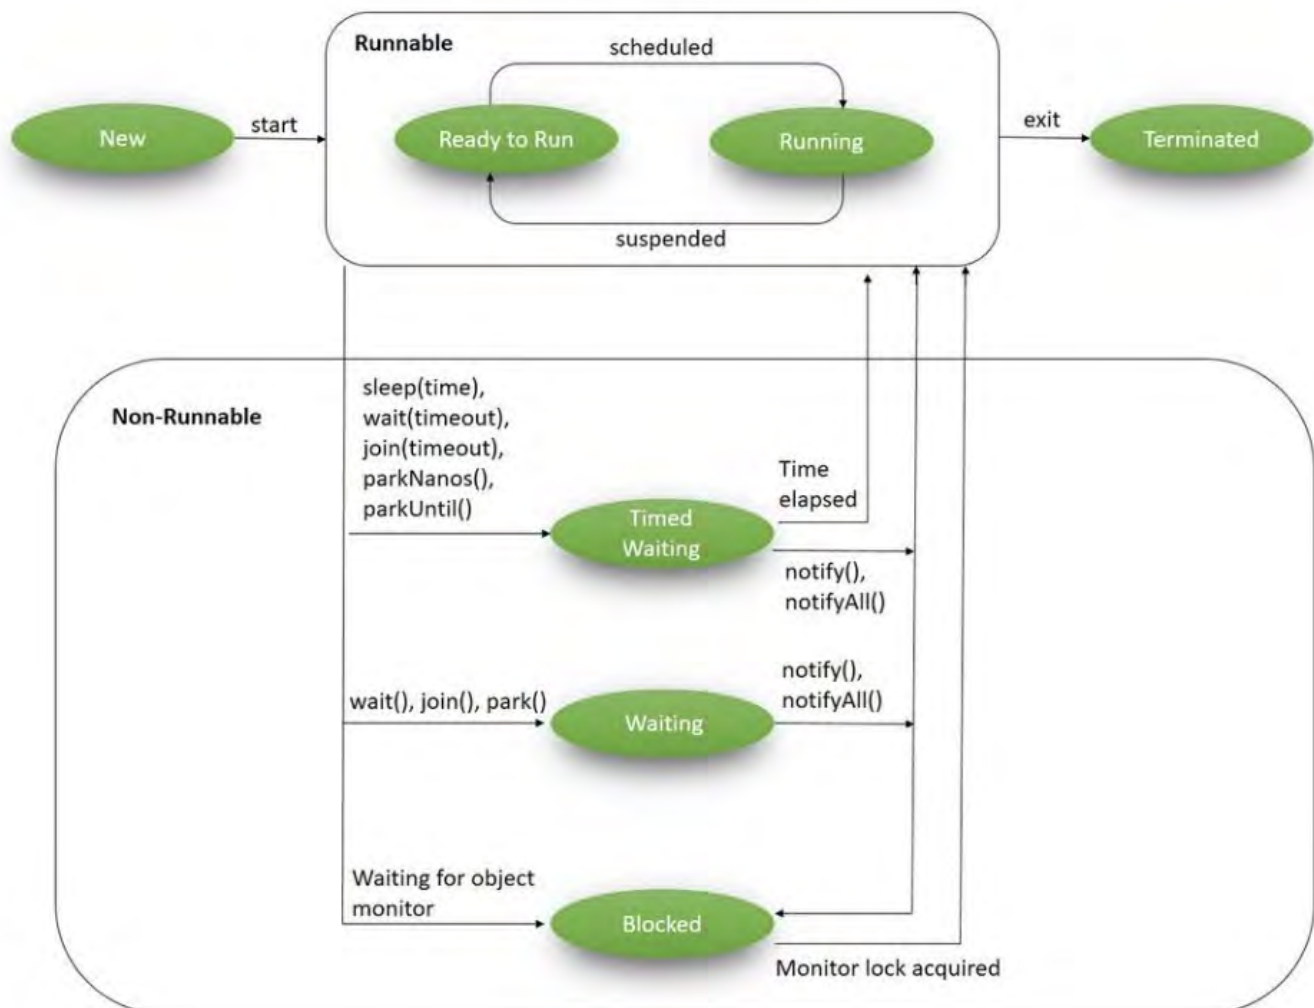 Runnable
scheduled
New
start
Ready to Run
Running
exit
Terminated
suspended
Non-Runnable
sleep(time),
wait(timeout),
join(timeout),
parkNanos(),
parkUntil()
Time
elapsed
Timed
Waiting
notify(),
notifyAll()
wait(), join(), park()
Waiting
notify(),
notifyAll()
Waiting for object
monitor
Blocked
Monitor lock acquired